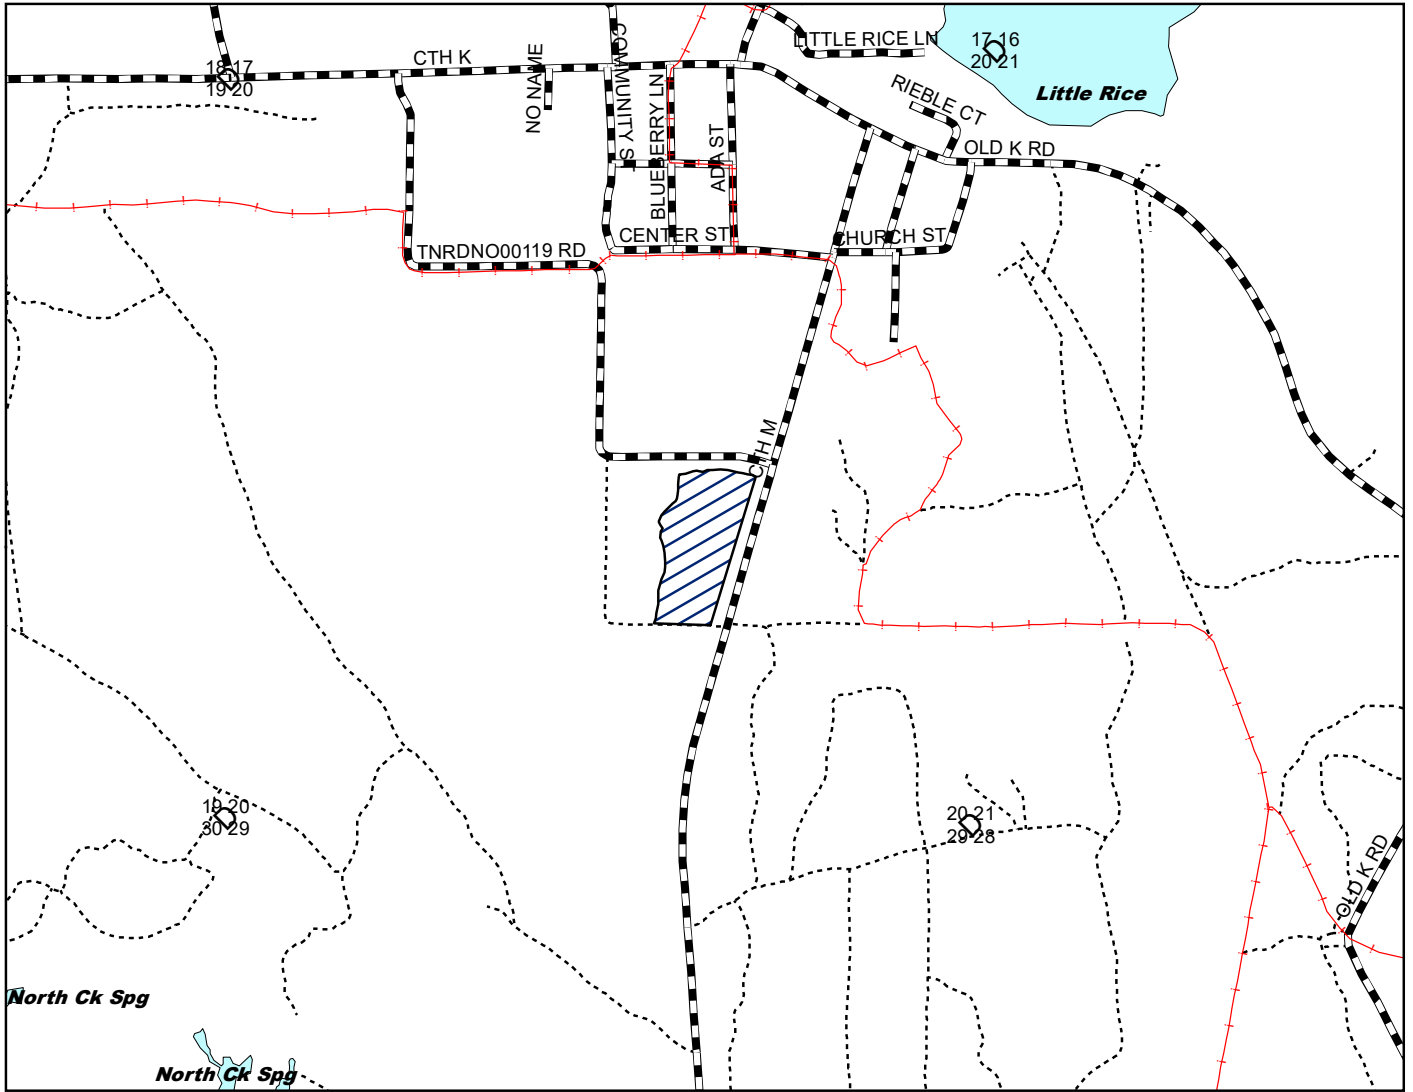 LITTLE RICE LN
17 16
20 21
CTH K
18 17
19 20
NO NAME
COMMUNITY ST
BLUEBERRY LN
ADA ST
RIEBLE CT
Little Rice
OLD K RD
CENTER ST
CHURCH ST
TNRDNO00119 RD
CTH M
19 20
30 29
20 21
29 28
OLD K RD
North Ck Spg
North Ck Spg